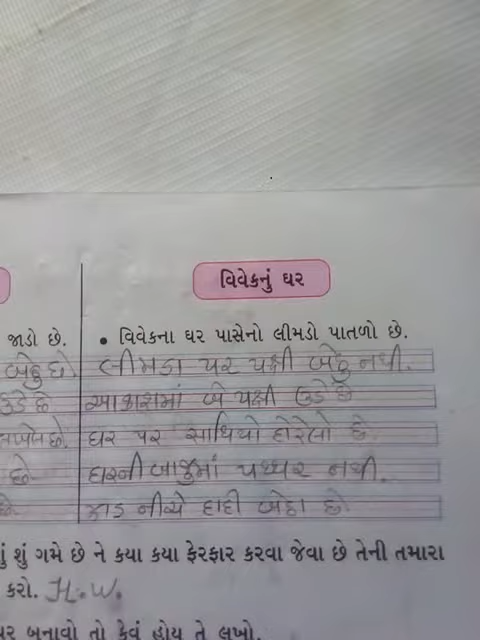 વિવેકનું ઘર
જાડો છે. • વિવેકના ઘર પાસેનો લીમડો પાતળો છે.
બેઠુ છે લીમડા પર પક્ષી બેઠુ નથી.
ઉડે છે આકાશમાં બે પક્ષી ઉડે છે
છે. ઘર પર સાથિયો દોરેલો છે
છે. ઘરની બાજુમાં પથ્થર નથી.
છે. ઝાડ નીચે દાદી બેઠા છે
શું ગમે છે ને કયા કયા ફેરફાર કરવા જેવા છે તેની તમારા
કરો. H.W.
બનાવો તો કેવું હોય તે લખો.